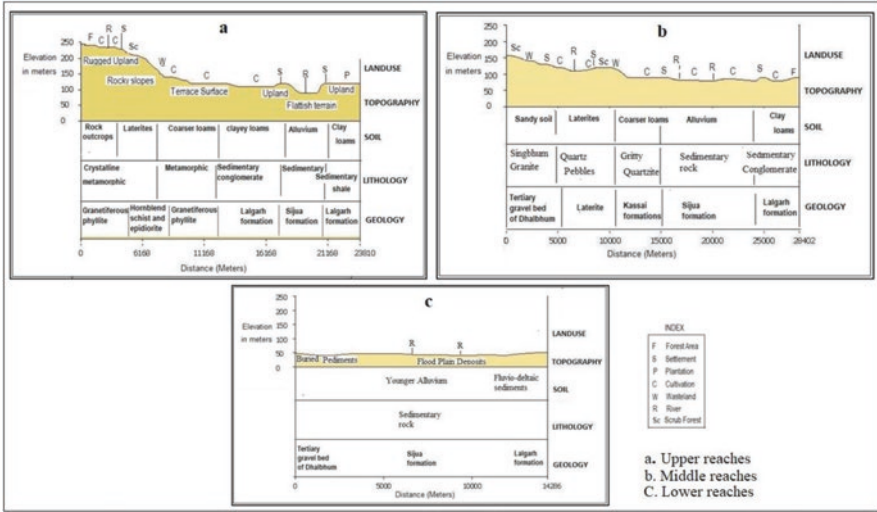 a
F C C R S Sc W C C C S R S P
Elevation in meters
250
200
150
100
50
0
Rugged Upland
Rocky slopes
Terrace Surface
Upland
Flattish terrain
Upland
LANDUSE
TOPOGRAPHY
Rock outcrops
Laterites
Coarser loams
clayey loams
Alluvium
Clay loams
SOIL
Crystalline metamorphic
Metamorphic
Sedimentary conglomerate
Sedimentary
Sedimentary shale
LITHOLOGY
Granetiferous phyllite
Hornblend schist and epidiorite
Granetiferous phyllite
Lalgarh formation
Sijua formation
Lalgarh formation
GEOLOGY
0 6160 11160 16160 21160 23810
Distance (Meters)
b
Sc W S C R C S Sc W C S R C R C S C F
Elevation in meters
250
200
150
100
50
0
LANDUSE
TOPOGRAPHY
Sandy soil
Laterites
Coarser loams
Alluvium
Clay loams
SOIL
Singbhum Granite
Quartz Pebbles
Gritty Quartzite
Sedimentary rock
Sedimentary Conglomerate
LITHOLOGY
Tertiary gravel bed of Dhalbhum
Laterite
Kassai formations
Sijua formation
Lalgarh formation
GEOLOGY
0 5000 10000 15000 20000 25000 28402
Distance (Meters)
c
Elevation in meters
250
200
150
100
50
0
R R
Buried Pediments
Flood Plain Deposits
LANDUSE
TOPOGRAPHY
Younger Alluvium
Fluvio-deltaic sediments
SOIL
Sedimentary rock
LITHOLOGY
Tertiary gravel bed of Dhalbhum
Sijua formation
Lalgarh formation
GEOLOGY
0 5000 10000 14286
Distance (Meters)
INDEX
F Forest Area
S Settlement
P Plantation
C Cultivation
W Wasteland
R River
Sc Scrub Forest
a. Upper reaches
b. Middle reaches
C. Lower reaches